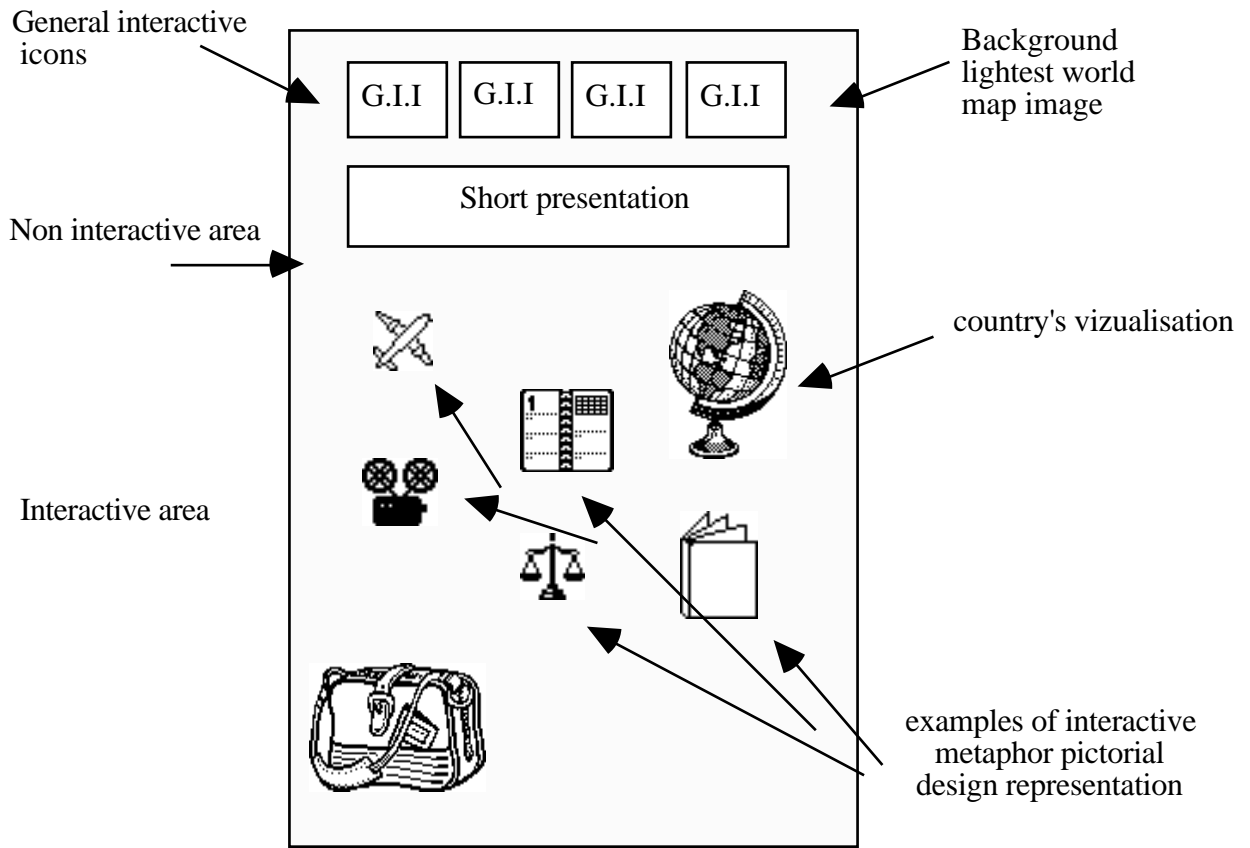 General interactive
icons
Background
lightest world
map image
G.I.I G.I.I G.I.I G.I.I
Short presentation
Non interactive area
country's vizualisation
1
Interactive area
examples of interactive
metaphor pictorial
design representation